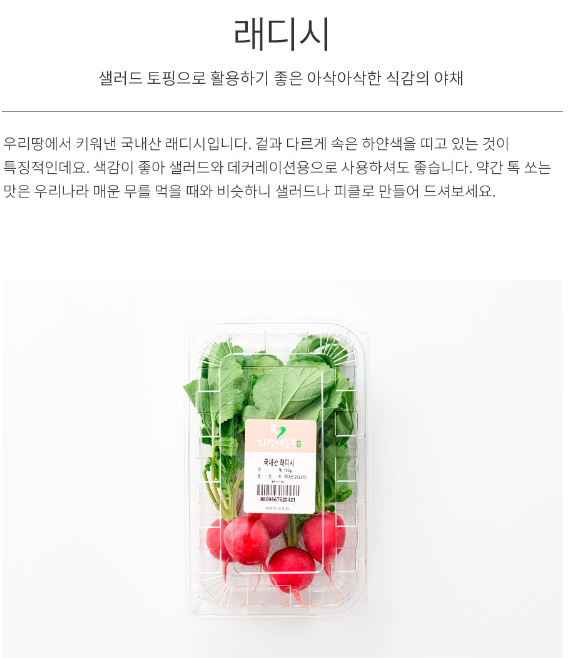 래디시
샐러드 토핑으로 활용하기 좋은 아삭아삭한 식감의 야채
우리땅에서 키워낸 국내산 래디시입니다. 겉과 다르게 속은 하얀색을 띠고 있는 것이
특징적인데요. 색감이 좋아 샐러드와 데커레이션용으로 사용하셔도 좋습니다. 약간 톡 쏘는
맛은 우리나라 매운 무를 먹을 때와 비슷하니 샐러드나 피클로 만들어 드셔보세요.
국내산 래디시